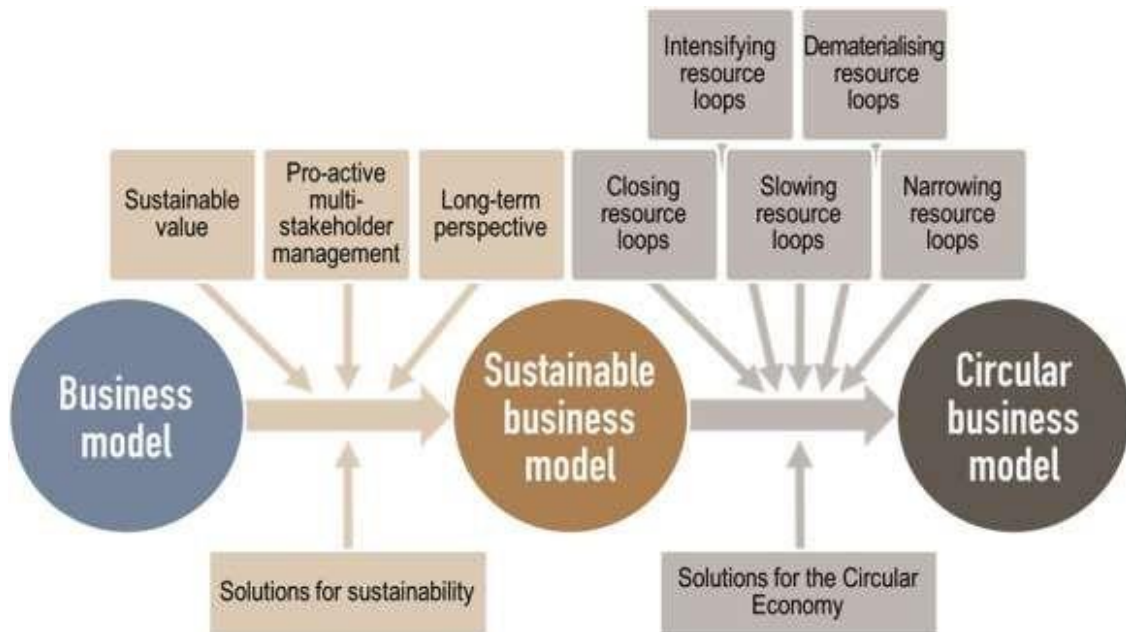 Intensifying
resource
loops
Dematerialising
resource
loops
Sustainable
value
Pro-active
multi-
stakeholder
management
Long-term
perspective
Closing
resource
loops
Slowing
resource
loops
Narrowing
resource
loops
Business
model
Sustainable
business
model
Circular
business
model
Solutions for sustainability
Solutions for the Circular
Economy